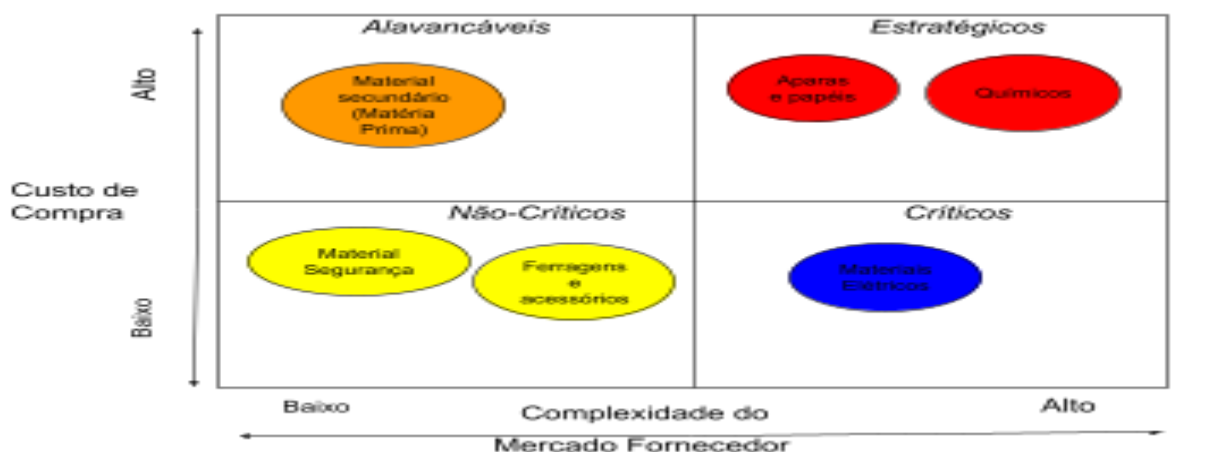 Alavancáveis
Estratégicos
Alto
Material
secundário
(Matéria
Prima)
Aparas
e papéis
Químicos
Custo de
Compra
Não-Críticos
Críticos
Baixo
Material
Segurança
Ferragens
e
acessórios
Materiais
Elétricos
Baixo
Complexidade do
Alto
Mercado Fornecedor